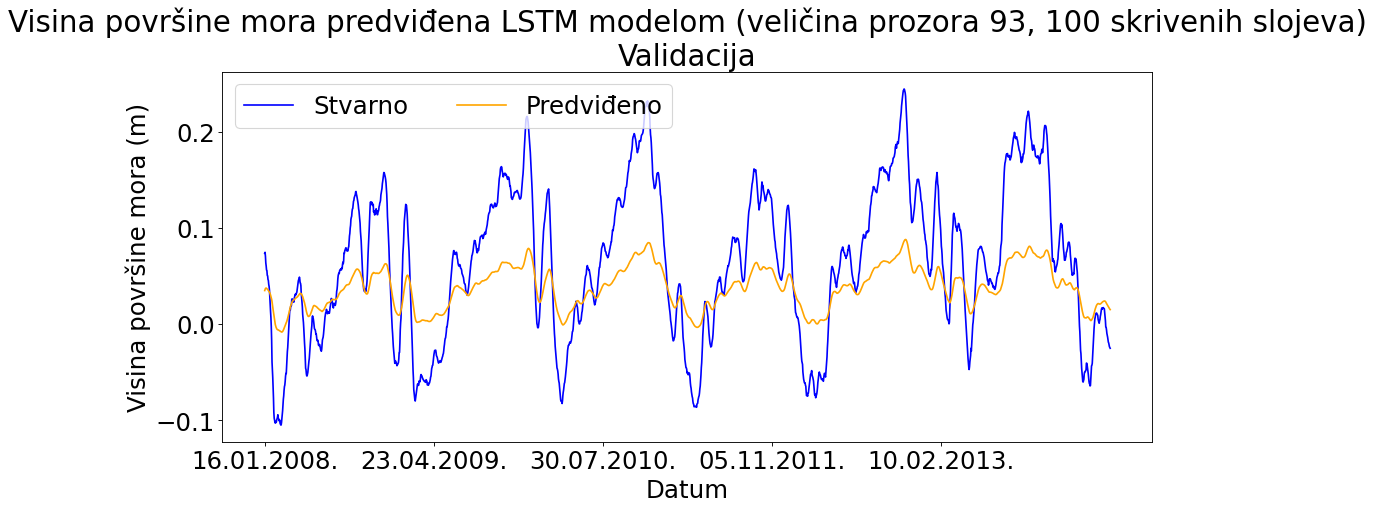 Visina površine mora predviđena LSTM modelom (veličina prozora 93, 100 skrivenih slojeva)
Validacija
Stvarno Predviđeno
Visina površine mora (m)
0.2
0.1
0.0
−0.1
16.01.2008. 23.04.2009. 30.07.2010. 05.11.2011. 10.02.2013.
Datum